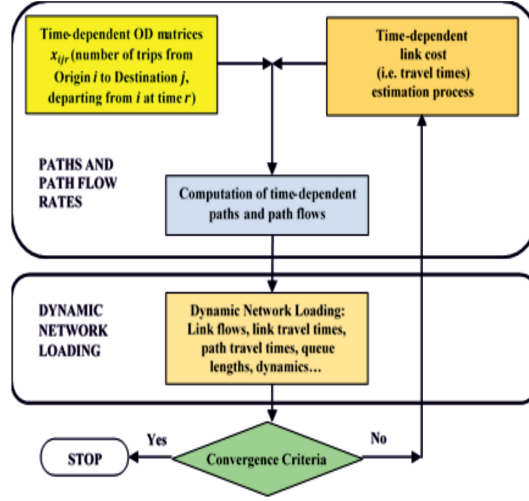 Time-dependent OD matrices
x_ijr (number of trips from
Origin i to Destination j,
departing from i at time r)
Time-dependent
link cost
(i.e. travel times)
estimation process
PATHS AND
PATH FLOW
RATES
Computation of time-dependent
paths and path flows
DYNAMIC
NETWORK
LOADING
Dynamic Network Loading:
Link flows, link travel times,
path travel times, queue
lengths, dynamics…
Yes
No
STOP
Convergence Criteria